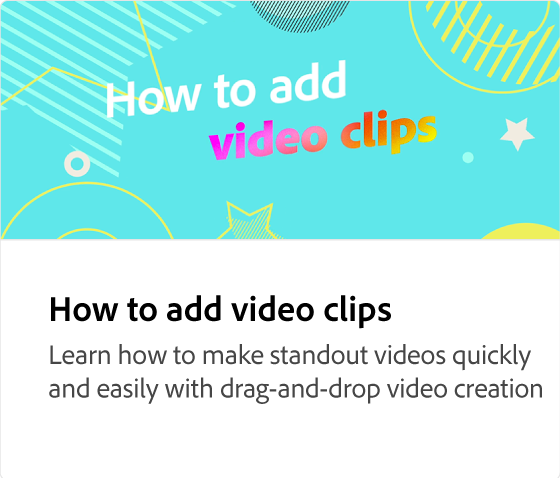 How to add
video clips
How to add video clips
Learn how to make standout videos quickly
and easily with drag-and-drop video creation